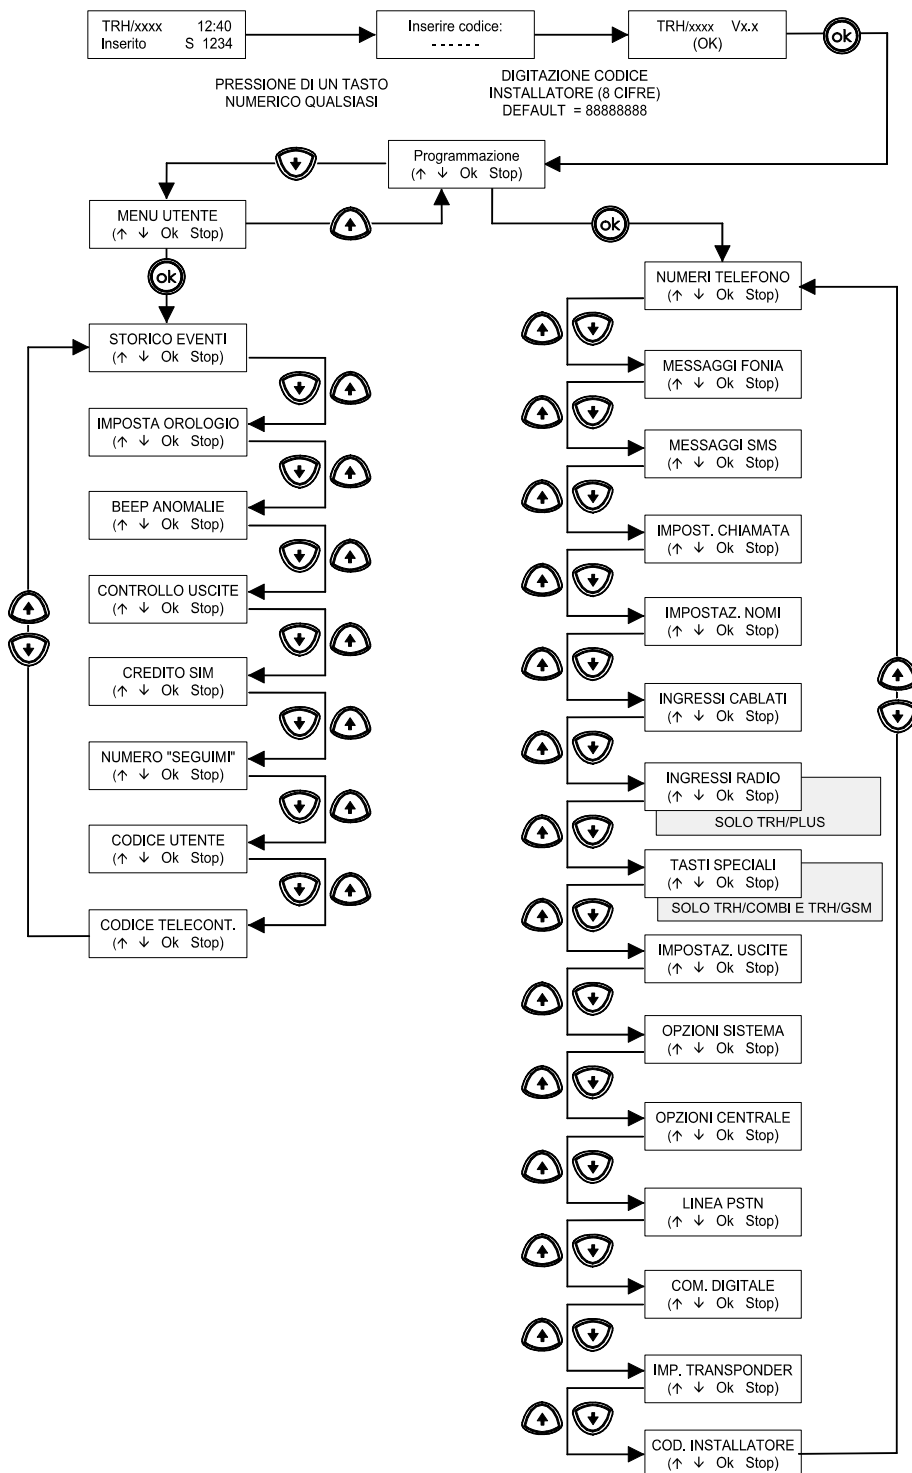 TRH/xxxx 12:40
Inserito S 1234
Inserire codice:
- - - - - -
TRH/xxxx Vx.x
(OK)
ok
PRESSIONE DI UN TASTO
NUMERICO QUALSIASI
DIGITAZIONE CODICE
INSTALLATORE (8 CIFRE)
DEFAULT = 88888888
Programmazione
(↑ ↓ Ok Stop)
MENU UTENTE
(↑ ↓ Ok Stop)
ok
ok
STORICO EVENTI
(↑ ↓ Ok Stop)
IMPOSTA OROLOGIO
(↑ ↓ Ok Stop)
BEEP ANOMALIE
(↑ ↓ Ok Stop)
CONTROLLO USCITE
(↑ ↓ Ok Stop)
CREDITO SIM
(↑ ↓ Ok Stop)
NUMERO "SEGUIMI"
(↑ ↓ Ok Stop)
CODICE UTENTE
(↑ ↓ Ok Stop)
CODICE TELECONT.
(↑ ↓ Ok Stop)
NUMERI TELEFONO
(↑ ↓ Ok Stop)
MESSAGGI FONIA
(↑ ↓ Ok Stop)
MESSAGGI SMS
(↑ ↓ Ok Stop)
IMPOST. CHIAMATA
(↑ ↓ Ok Stop)
IMPOSTAZ. NOMI
(↑ ↓ Ok Stop)
INGRESSI CABLATI
(↑ ↓ Ok Stop)
INGRESSI RADIO
(↑ ↓ Ok Stop)
SOLO TRH/PLUS
TASTI SPECIALI
(↑ ↓ Ok Stop)
SOLO TRH/COMBI E TRH/GSM
IMPOSTAZ. USCITE
(↑ ↓ Ok Stop)
OPZIONI SISTEMA
(↑ ↓ Ok Stop)
OPZIONI CENTRALE
(↑ ↓ Ok Stop)
LINEA PSTN
(↑ ↓ Ok Stop)
COM. DIGITALE
(↑ ↓ Ok Stop)
IMP. TRANSPONDER
(↑ ↓ Ok Stop)
COD. INSTALLATORE
(↑ ↓ Ok Stop)